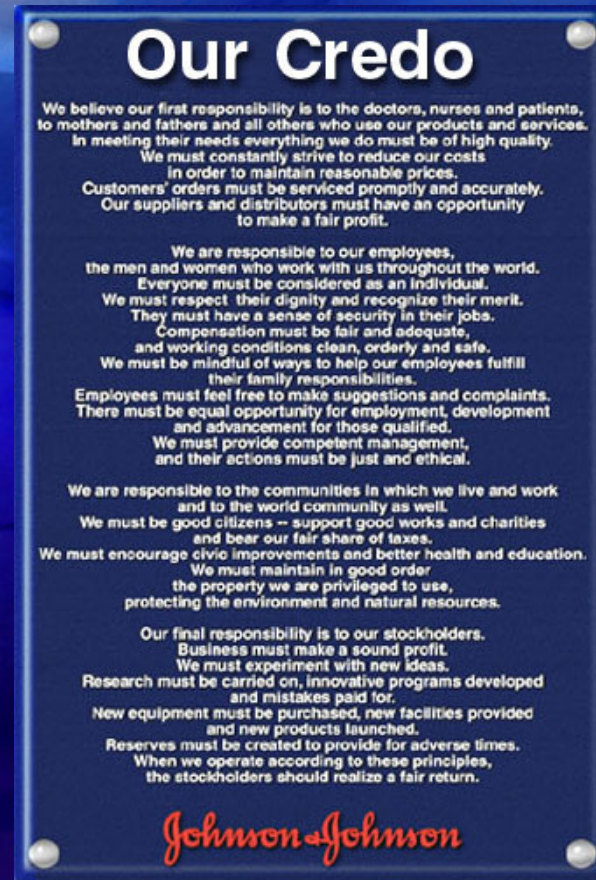 Our Credo
We believe our first responsibility is to the doctors, nurses and patients,
to mothers and fathers and all others who use our products and services.
In meeting their needs everything we do must be of high quality.
We must constantly strive to reduce our costs
in order to maintain reasonable prices.
Customers' orders must be serviced promptly and accurately.
Our suppliers and distributors must have an opportunity
to make a fair profit.
We are responsible to our employees,
the men and women who work with us throughout the world.
Everyone must be considered as an individual.
We must respect their dignity and recognize their merit.
They must have a sense of security in their jobs.
Compensation must be fair and adequate,
and working conditions clean, orderly and safe.
We must be mindful of ways to help our employees fulfill
their family responsibilities.
Employees must feel free to make suggestions and complaints.
There must be equal opportunity for employment, development
and advancement for those qualified.
We must provide competent management,
and their actions must be just and ethical.
We are responsible to the communities in which we live and work
and to the world community as well.
We must be good citizens -- support good works and charities
and bear our fair share of taxes.
We must encourage civic improvements and better health and education.
We must maintain in good order
the property we are privileged to use,
protecting the environment and natural resources.
Our final responsibility is to our stockholders.
Business must make a sound profit.
We must experiment with new ideas.
Research must be carried on, innovative programs developed
and mistakes paid for.
New equipment must be purchased, new facilities provided
and new products launched.
Reserves must be created to provide for adverse times.
When we operate according to these principles,
the stockholders should realize a fair return.
Johnson & Johnson